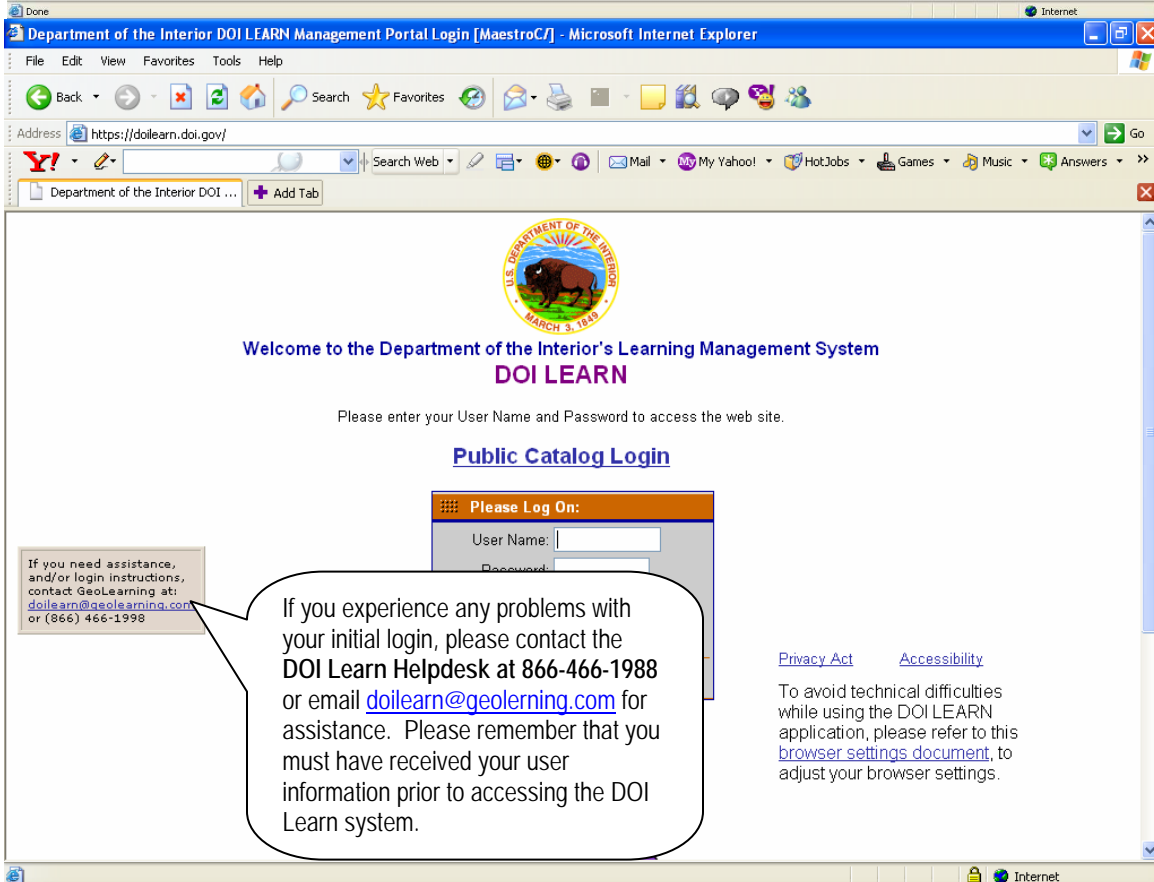 Done Internet
Department of the Interior DOI LEARN Management Portal Login [MaestroC/] - Microsoft Internet Explorer
File Edit View Favorites Tools Help
Back Search Favorites
Address https://doilearn.doi.gov/ Go
Y! Search Web Mail My My Yahoo! HotJobs Games Music Answers
Department of the Interior DOI ... Add Tab
U.S. DEPARTMENT OF THE INTERIOR
MARCH 3, 1849
Welcome to the Department of the Interior's Learning Management System
DOI LEARN
Please enter your User Name and Password to access the web site.
Public Catalog Login
Please Log On:
User Name:
Password:
If you need assistance,
and/or login instructions,
contact GeoLearning at:
doilearn@geolearning.com
or (866) 466-1998
If you experience any problems with
your initial login, please contact the
DOI Learn Helpdesk at 866-466-1988
or email doilearn@geolerning.com for
assistance. Please remember that you
must have received your user
information prior to accessing the DOI
Learn system.
Privacy Act Accessibility
To avoid technical difficulties
while using the DOI LEARN
application, please refer to this
browser settings document, to
adjust your browser settings.
Internet